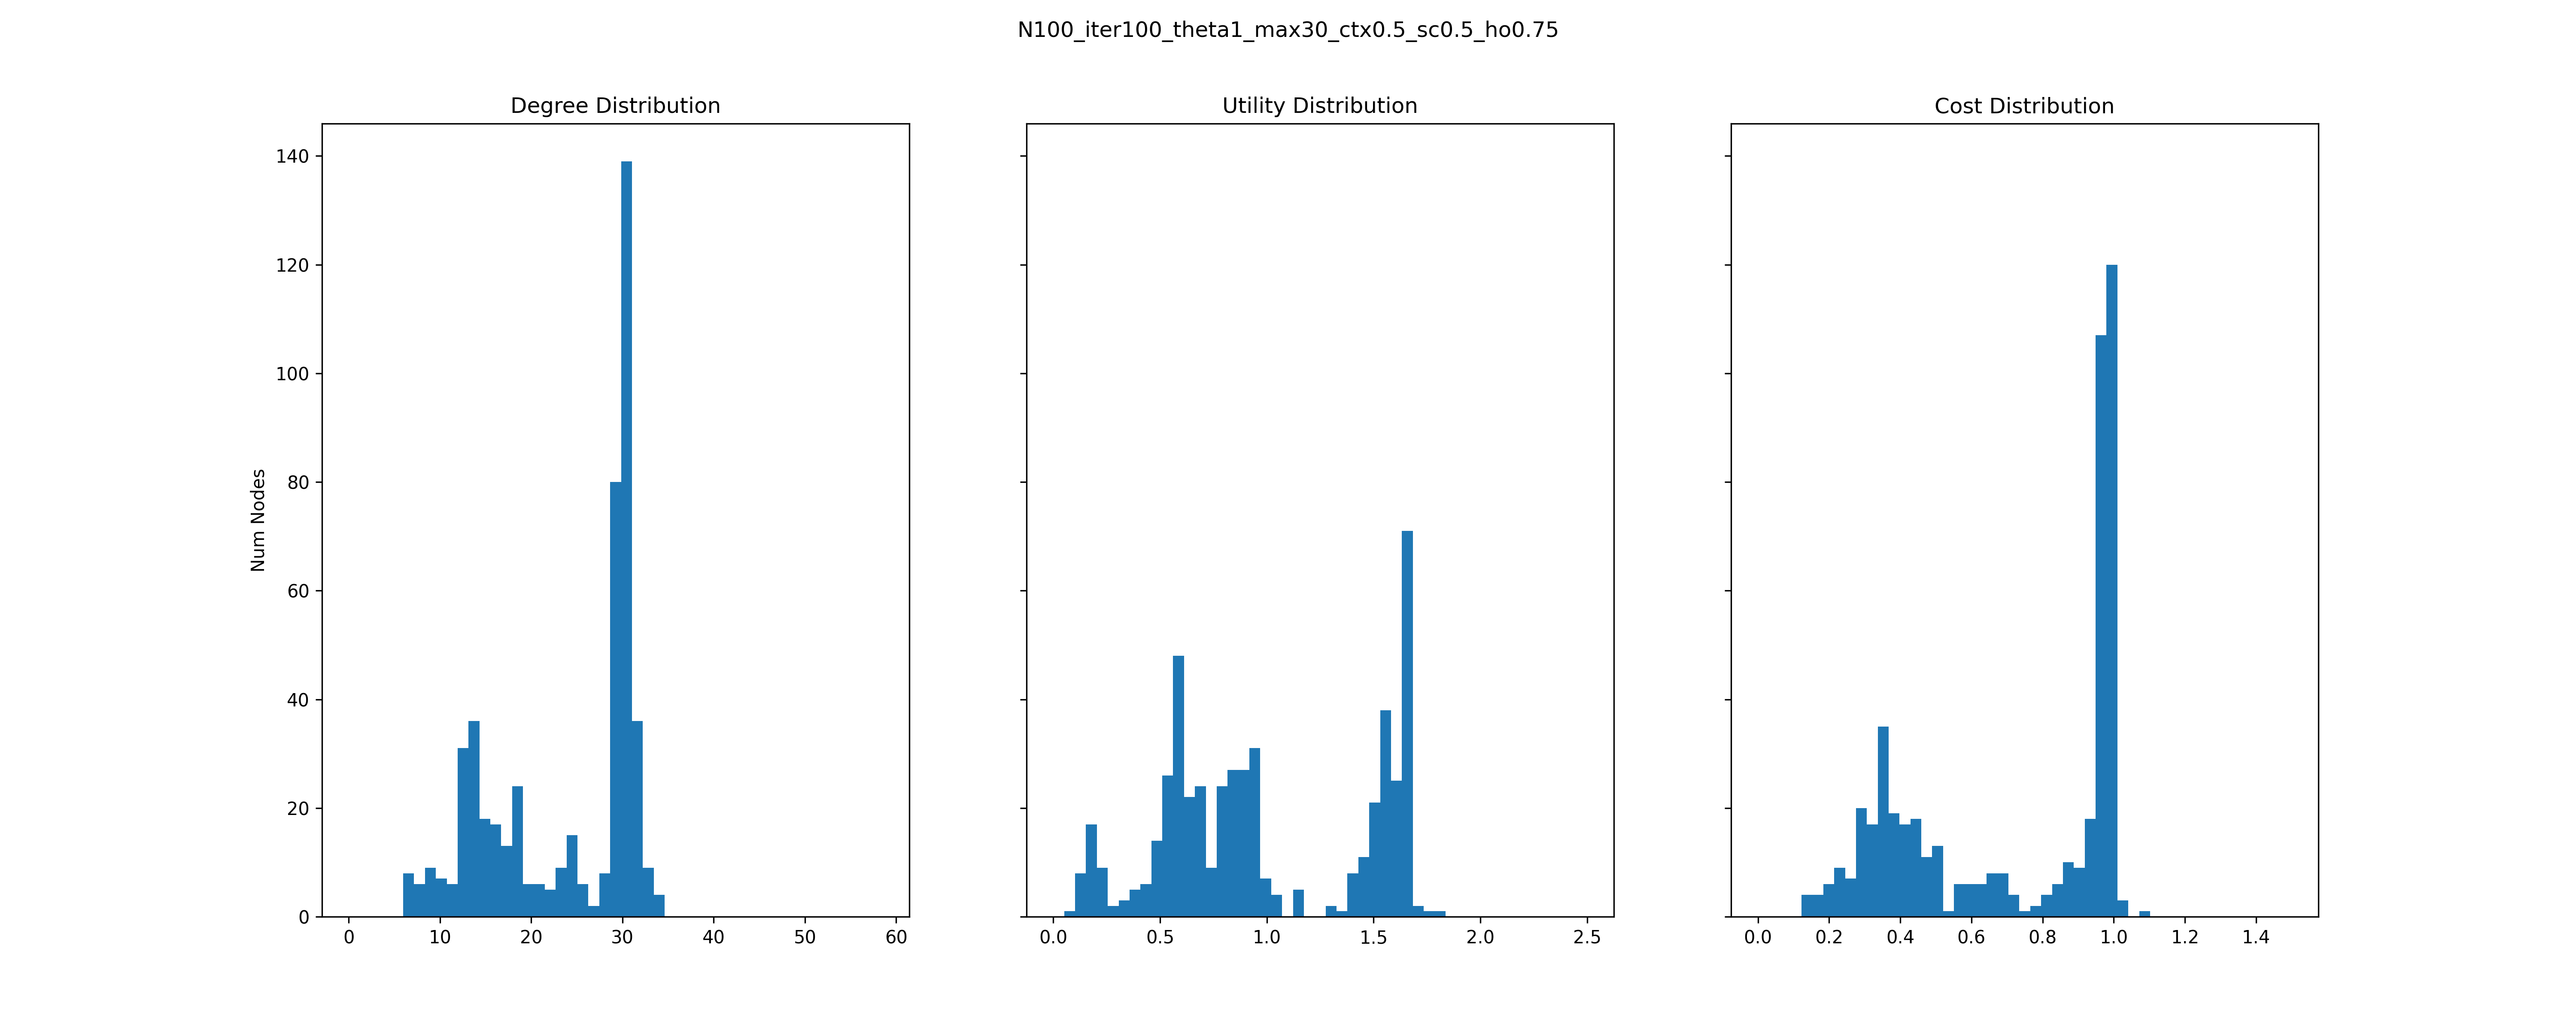 N100_iter100_theta1_max30_ctx0.5_sc0.5_ho0.75
Degree Distribution
Utility Distribution
Cost Distribution
Num Nodes
140
120
100
80
60
40
20
0
0 10 20 30 40 50 60
0.0 0.5 1.0 1.5 2.0 2.5
0.0 0.2 0.4 0.6 0.8 1.0 1.2 1.4